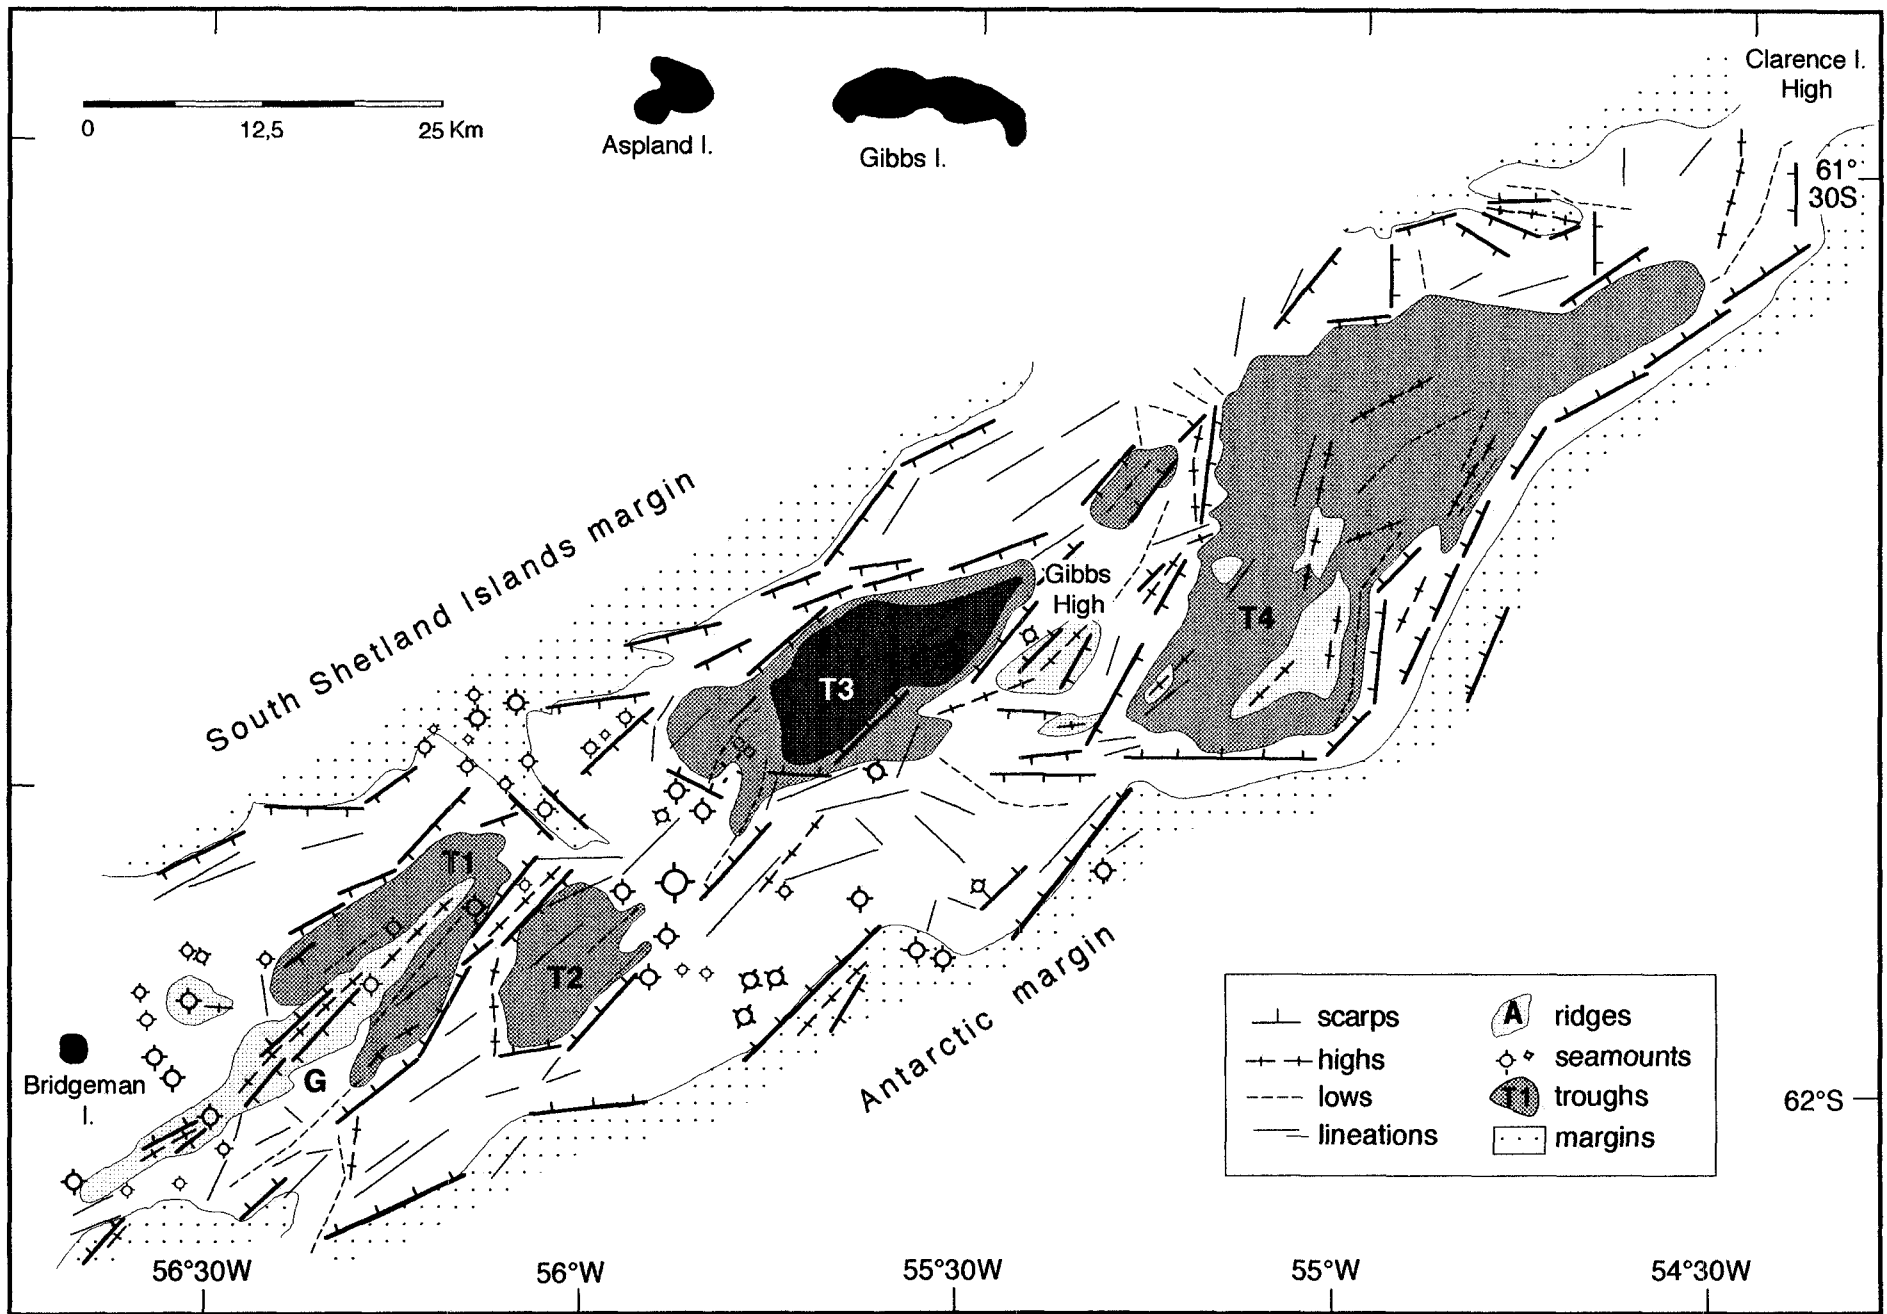 Clarence I.
High
0 12,5 25 Km
Aspland I.
Gibbs I.
61°
30S
South Shetland Islands margin
Gibbs
High
T4
T3
T1
T2
G
Bridgeman
I.
Antarctic margin
scarps
highs
lows
lineations
A ridges
seamounts
T1 troughs
margins
62°S
56°30W 56°W 55°30W 55°W 54°30W